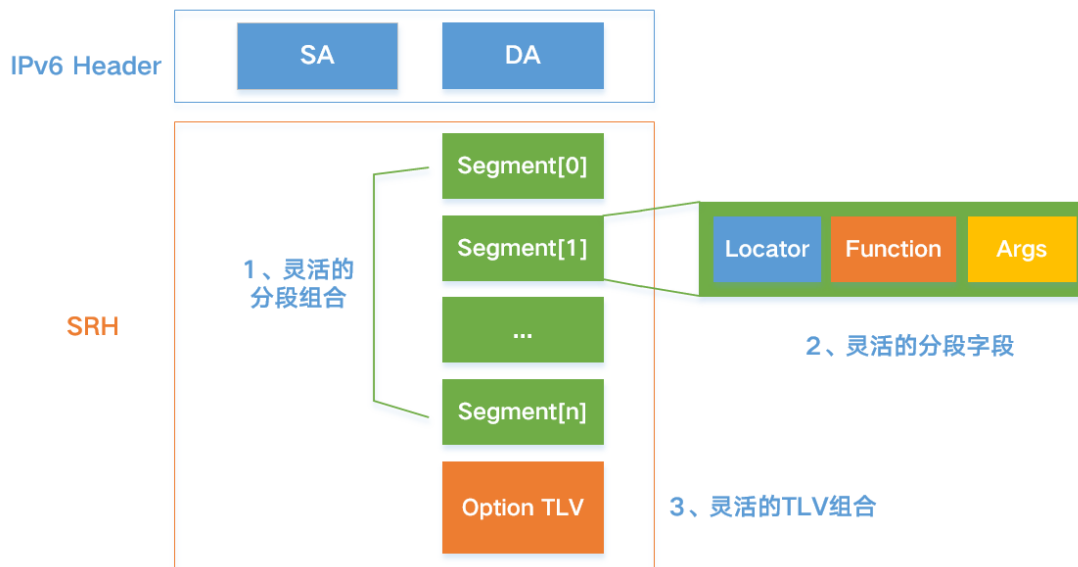 IPv6 Header
SA
DA
SRH
Segment[0]
Segment[1]
...
Segment[n]
Option TLV
1、灵活的
分段组合
Locator
Function
Args
2、灵活的分段字段
3、灵活的TLV组合